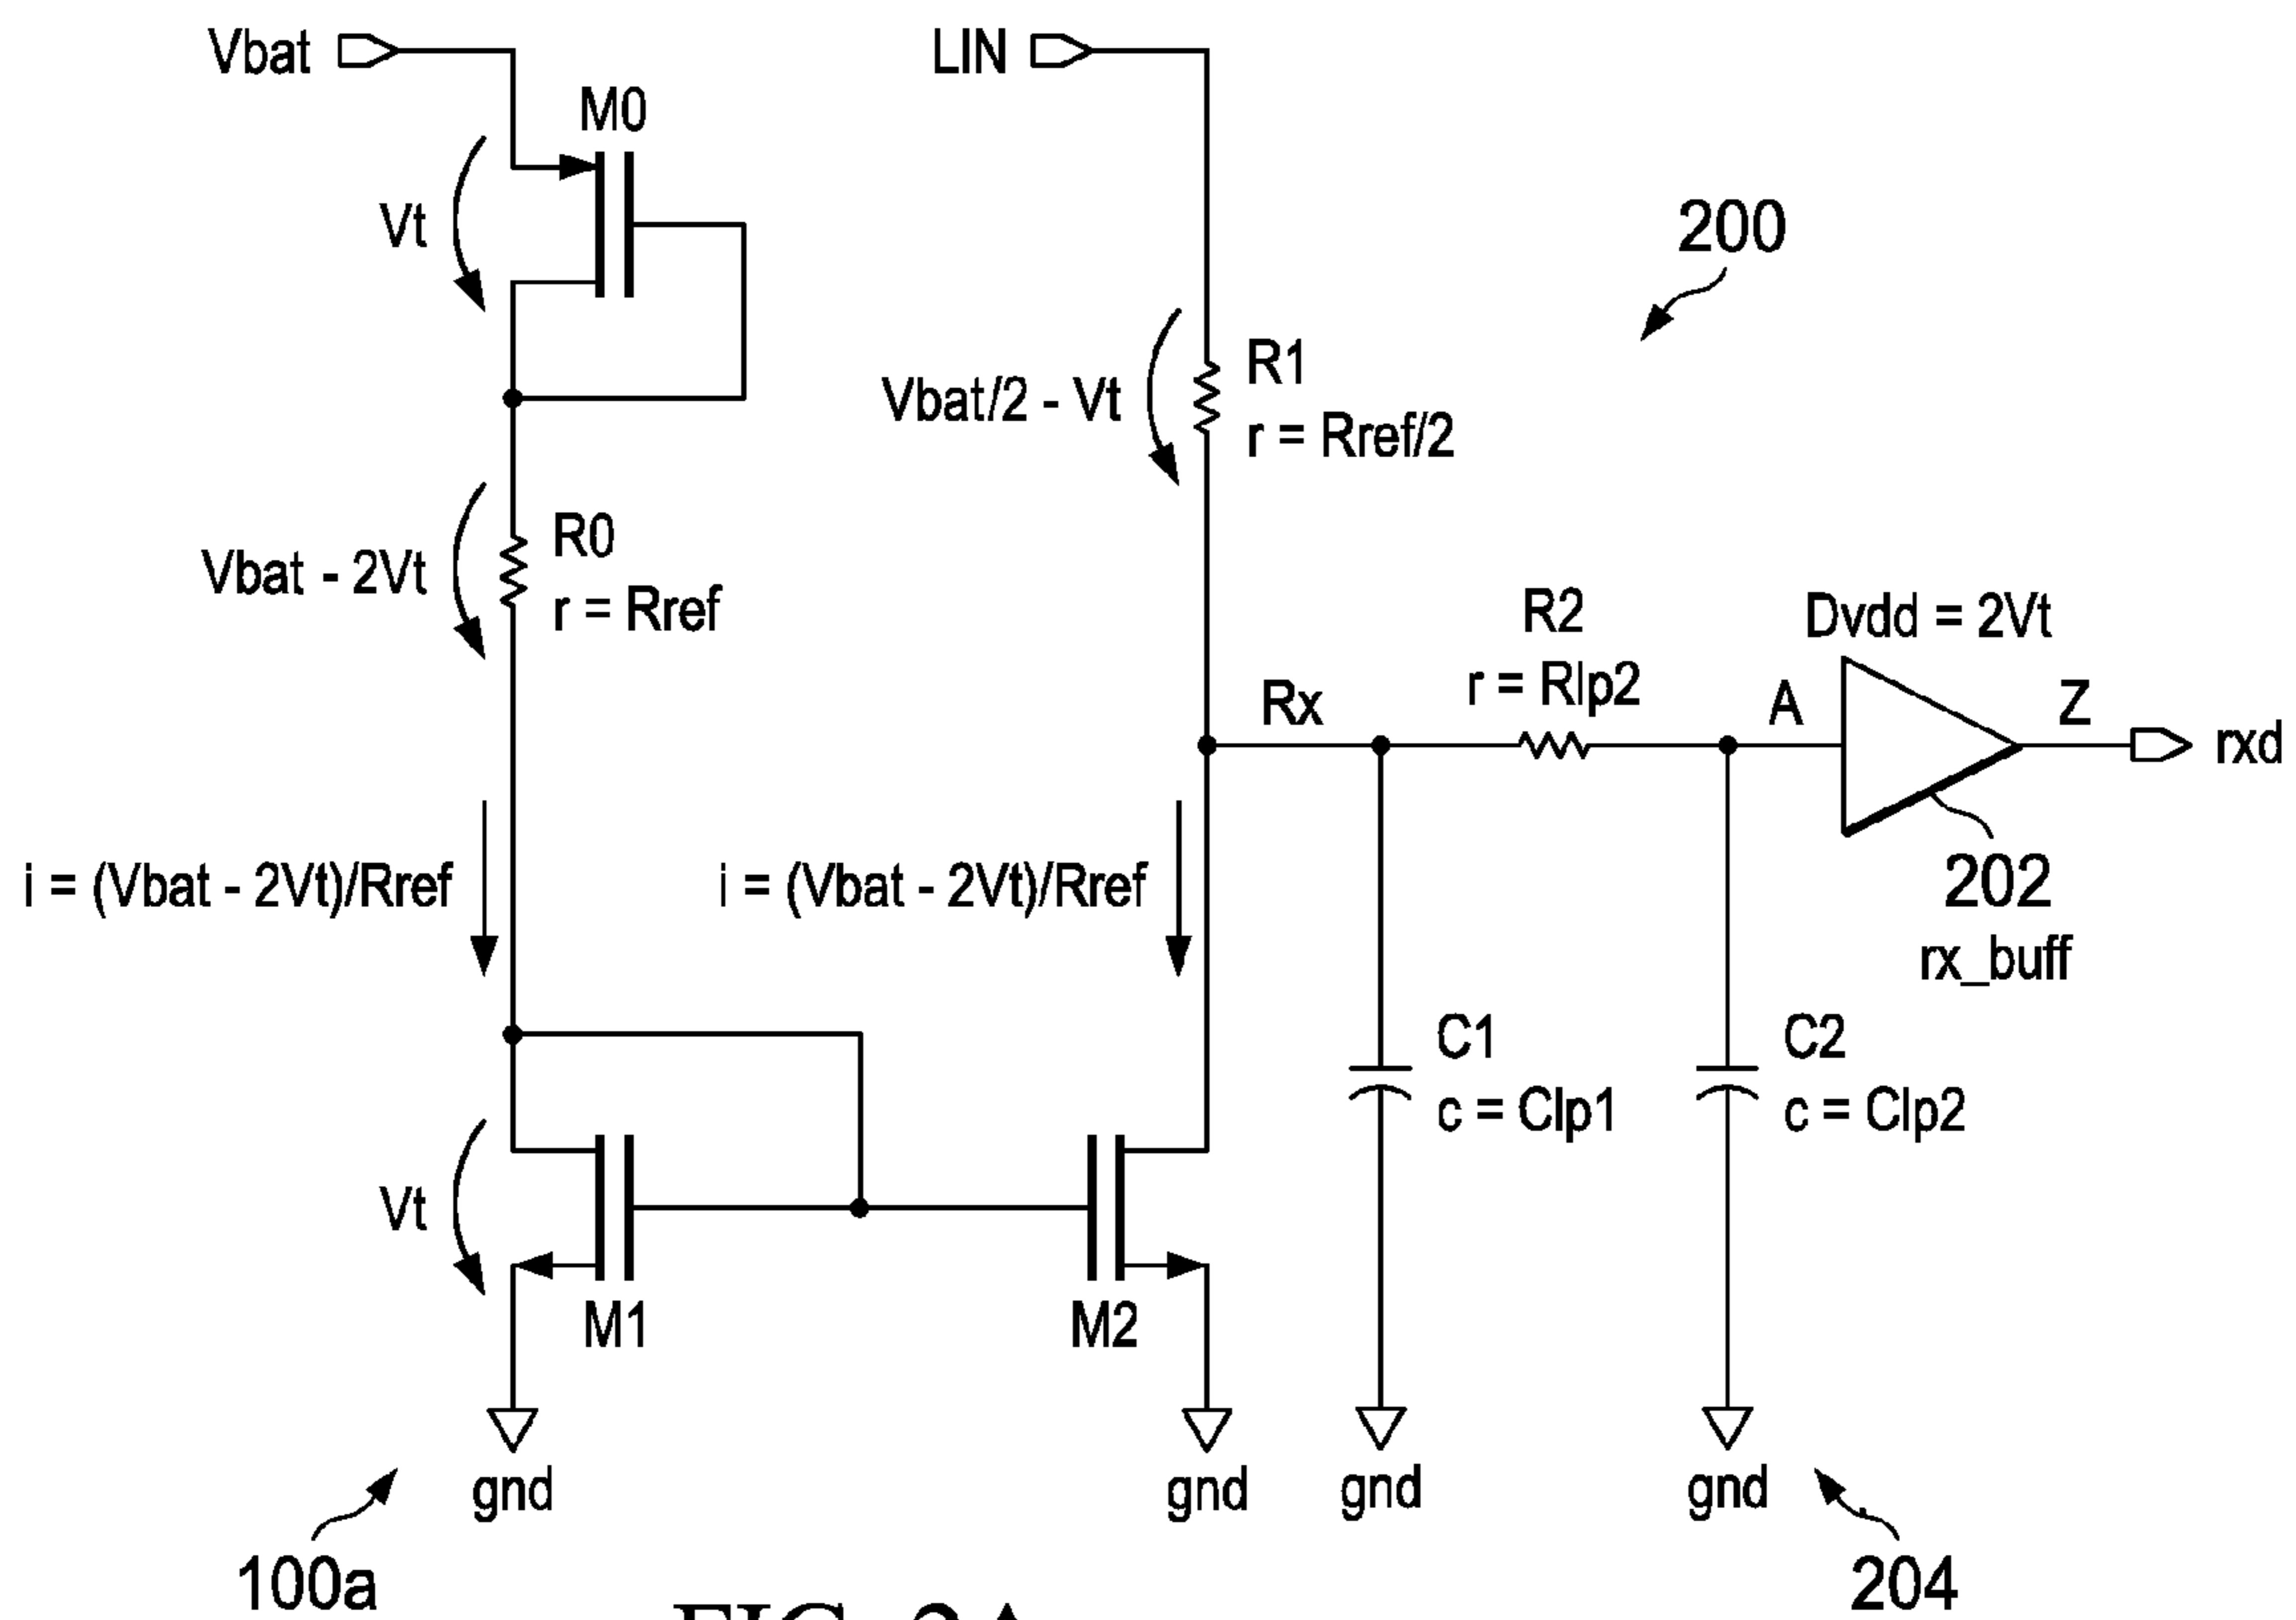 Vbat
LIN
M0
200
Vt
R1
Vbat/2 - Vt
r = Rref/2
R0
Vbat - 2Vt
r = Rref
R2
r = Rlp2
Dvdd = 2Vt
Rx
A
Z
rxd
i = (Vbat - 2Vt)/Rref
i = (Vbat - 2Vt)/Rref
202
rx_buff
C1
c = Clp1
C2
c = Clp2
Vt
M1
M2
gnd
gnd
gnd
gnd
100a
204
FIG. 2A